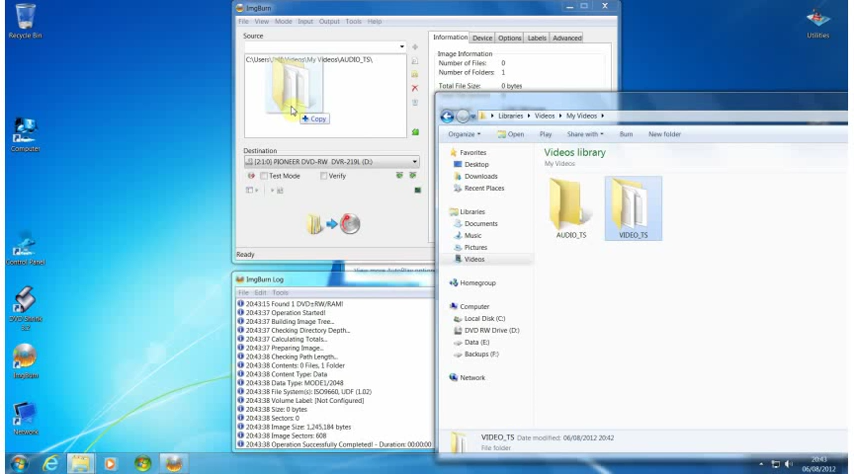 Recycle Bin
Computer
Control Panel
DVD Shrink
3.2
ImgBurn
Network
Utilities
ImgBurn
File View Mode Input Output Tools Help
Source
AUDIO_TS\
Copy
Destination
[2:1:0] PIONEER DVD-RW DVR-219L (D:)
Test Mode
Verify
Ready
Information Device Options Labels Advanced
Image Information
Number of Files: 0
Number of Folders: 1
Total File Size: 0 bytes
View more AutoPlay options
ImgBurn Log
File Edit Tools
20:43:15 Found 1 DVD±RW/RAM!
20:43:37 Operation Started!
20:43:37 Building Image Tree...
20:43:37 Checking Directory Depth...
20:43:37 Calculating Totals...
20:43:37 Preparing Image...
20:43:38 Checking Path Length...
20:43:38 Contents: 0 Files, 1 Folder
20:43:38 Content Type: Data
20:43:38 Data Type: MODE1/2048
20:43:38 File System(s): ISO9660, UDF (1.02)
20:43:38 Volume Label: [Not Configured]
20:43:38 Size: 0 bytes
20:43:38 Sectors: 0
20:43:38 Image Size: 1,245,184 bytes
20:43:38 Image Sectors: 608
20:43:38 Operation Successfully Completed! - Duration: 00:00:00
Libraries Videos My Videos
Organize Open Play Share with Burn New folder
Favorites
Desktop
Downloads
Recent Places
Libraries
Documents
Music
Pictures
Videos
Homegroup
Computer
Local Disk (C:)
DVD RW Drive (D:)
Data (E:)
Backups (F:)
Network
Videos library
My Videos
AUDIO_TS
VIDEO_TS
VIDEO_TS Date modified: 06/08/2012 20:42
File folder
20:43
06/08/2012